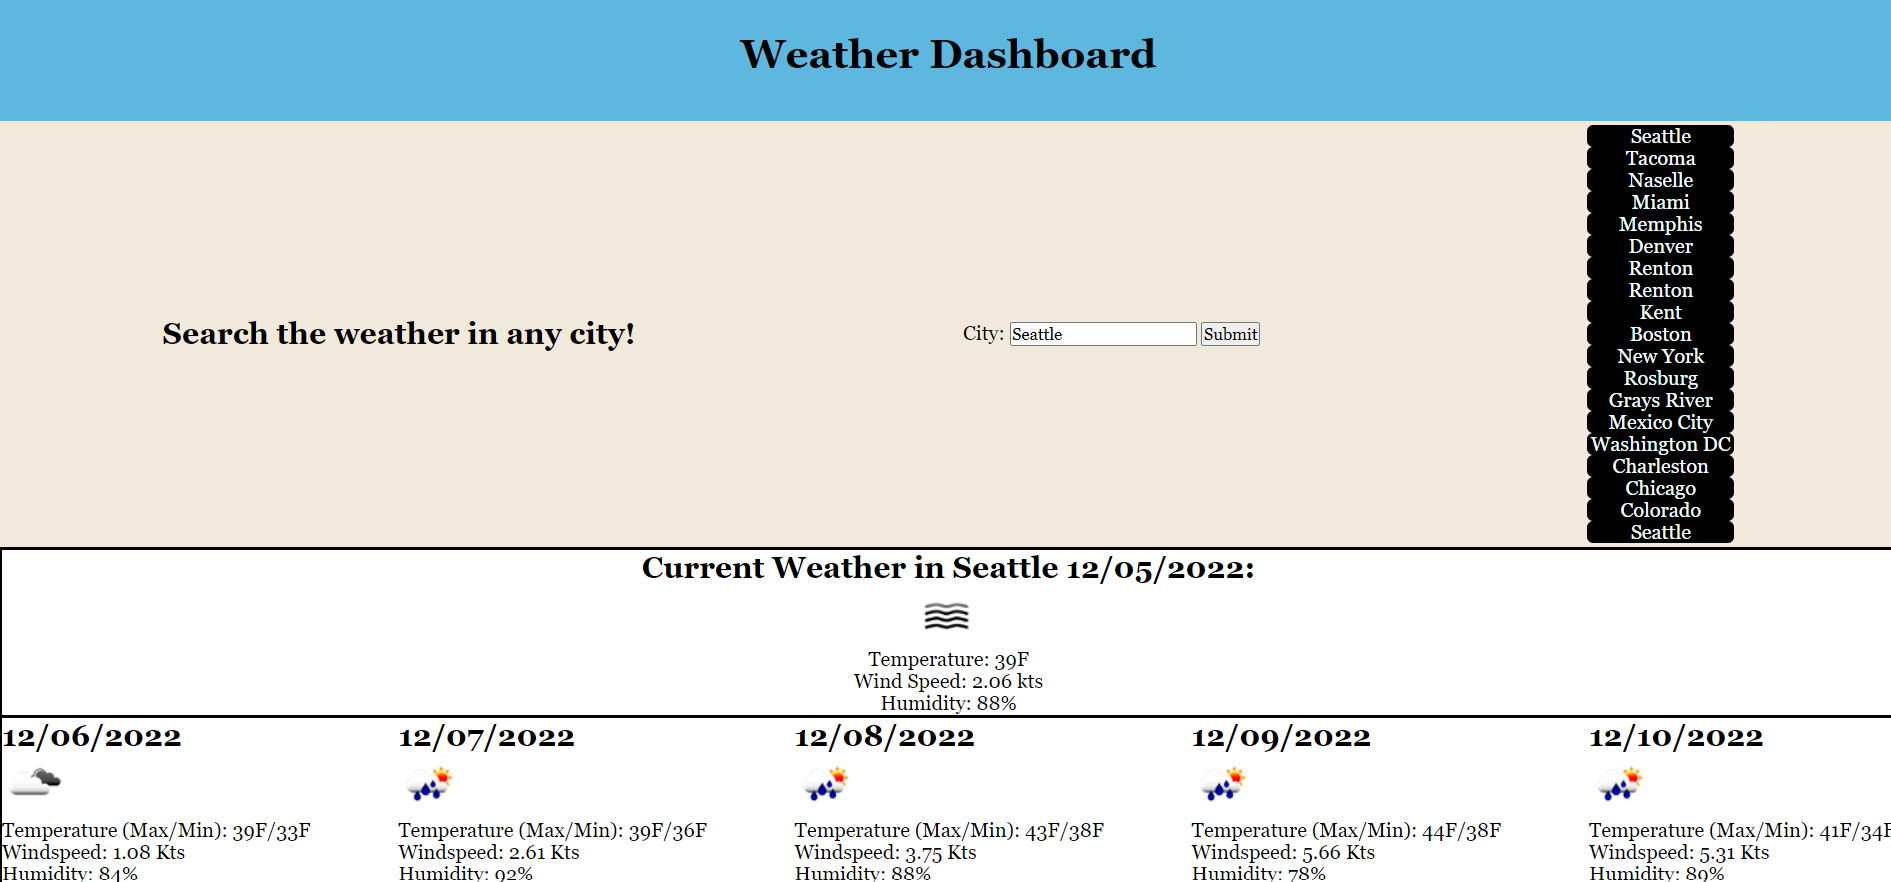 Weather Dashboard
Search the weather in any city!
City: Seattle Submit
Seattle
Tacoma
Naselle
Miami
Memphis
Denver
Renton
Renton
Kent
Boston
New York
Rosburg
Grays River
Mexico City
Washington DC
Charleston
Chicago
Colorado
Seattle
Current Weather in Seattle 12/05/2022:
Temperature: 39F
Wind Speed: 2.06 kts
Humidity: 88%
12/06/2022
Temperature (Max/Min): 39F/33F
Windspeed: 1.08 Kts
Humidity: 84%
12/07/2022
Temperature (Max/Min): 39F/36F
Windspeed: 2.61 Kts
Humidity: 92%
12/08/2022
Temperature (Max/Min): 43F/38F
Windspeed: 3.75 Kts
Humidity: 88%
12/09/2022
Temperature (Max/Min): 44F/38F
Windspeed: 5.66 Kts
Humidity: 78%
12/10/2022
Temperature (Max/Min): 41F/34F
Windspeed: 5.31 Kts
Humidity: 89%